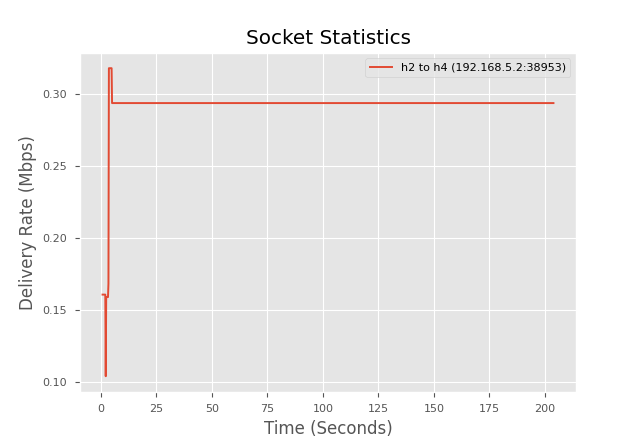 Socket Statistics
h2 to h4 (192.168.5.2:38953)
Delivery Rate (Mbps)
0.30
0.25
0.20
0.15
0.10
0 25 50 75 100 125 150 175 200
Time (Seconds)